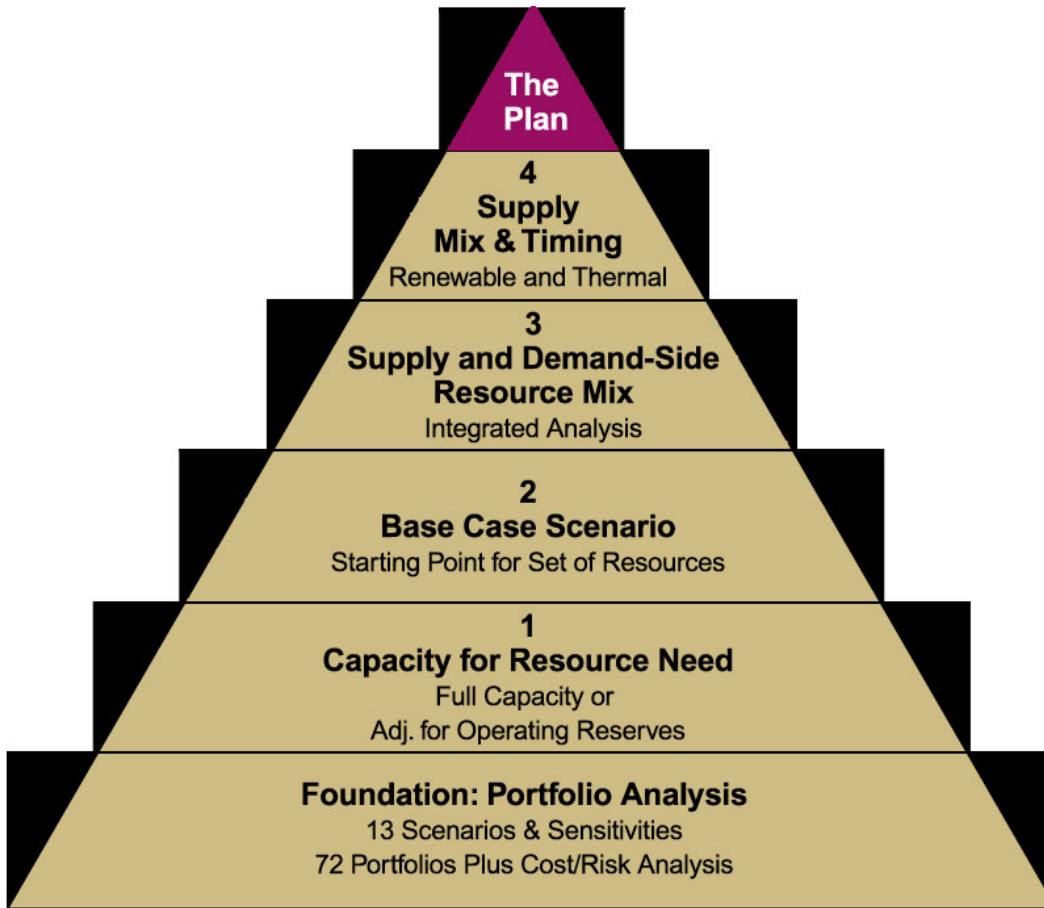 The
Plan
4
Supply
Mix & Timing
Renewable and Thermal
3
Supply and Demand-Side
Resource Mix
Integrated Analysis
2
Base Case Scenario
Starting Point for Set of Resources
1
Capacity for Resource Need
Full Capacity or
Adj. for Operating Reserves
Foundation: Portfolio Analysis
13 Scenarios & Sensitivities
72 Portfolios Plus Cost/Risk Analysis